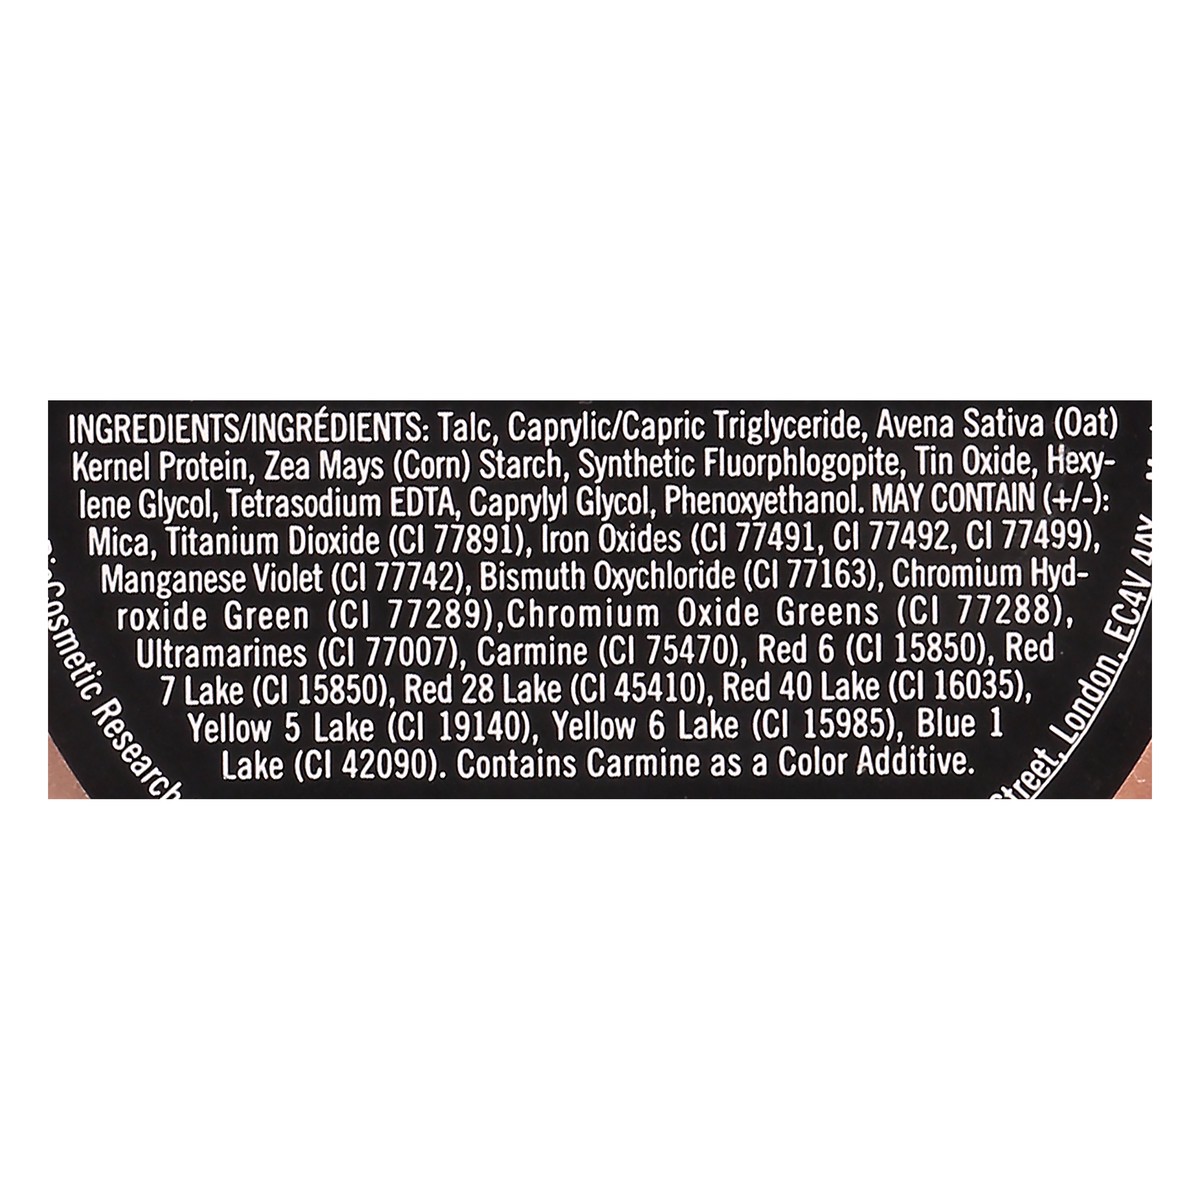 INGREDIENTS/INGRÉDIENTS: Talc, Caprylic/Capric Triglyceride, Avena Sativa (Oat)
Kernel Protein, Zea Mays (Corn) Starch, Synthetic Fluorphlogopite, Tin Oxide, Hexy-
lene Glycol, Tetrasodium EDTA, Caprylyl Glycol, Phenoxyethanol. MAY CONTAIN (+/-):
Mica, Titanium Dioxide (CI 77891), Iron Oxides (CI 77491, CI 77492, CI 77499),
Manganese Violet (CI 77742), Bismuth Oxychloride (CI 77163), Chromium Hyd-
roxide Green (CI 77289),Chromium Oxide Greens (CI 77288),
Ultramarines (CI 77007), Carmine (CI 75470), Red 6 (CI 15850), Red
7 Lake (CI 15850), Red 28 Lake (CI 45410), Red 40 Lake (CI 16035),
Yellow 5 Lake (CI 19140), Yellow 6 Lake (CI 15985), Blue 1
Lake (CI 42090). Contains Carmine as a Color Additive.
Cosmetic Research
Street, London, EC4V